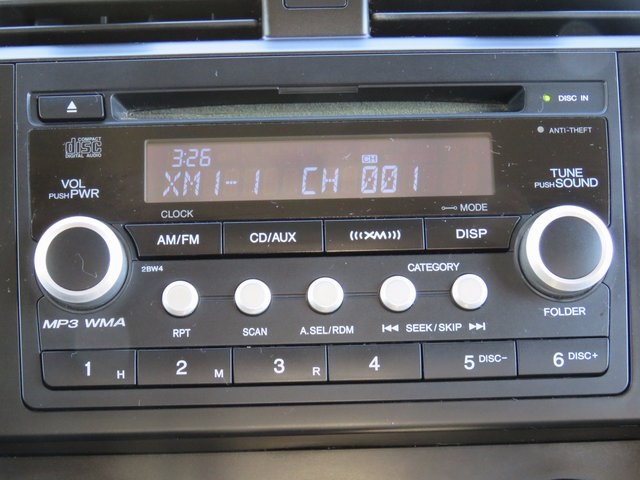 DISC IN
COMPACT
disc
DIGITAL AUDIO
ANTI-THEFT
3:26 CH
XM1-1 CH 001
VOL
PUSH PWR
TUNE
PUSH SOUND
CLOCK
MODE
AM/FM CD/AUX (((XM))) DISP
2BW4
CATEGORY
MP3 WMA
RPT SCAN A.SEL/RDM SEEK/SKIP
FOLDER
1 H 2 M 3 R 4 5 DISC- 6 DISC+